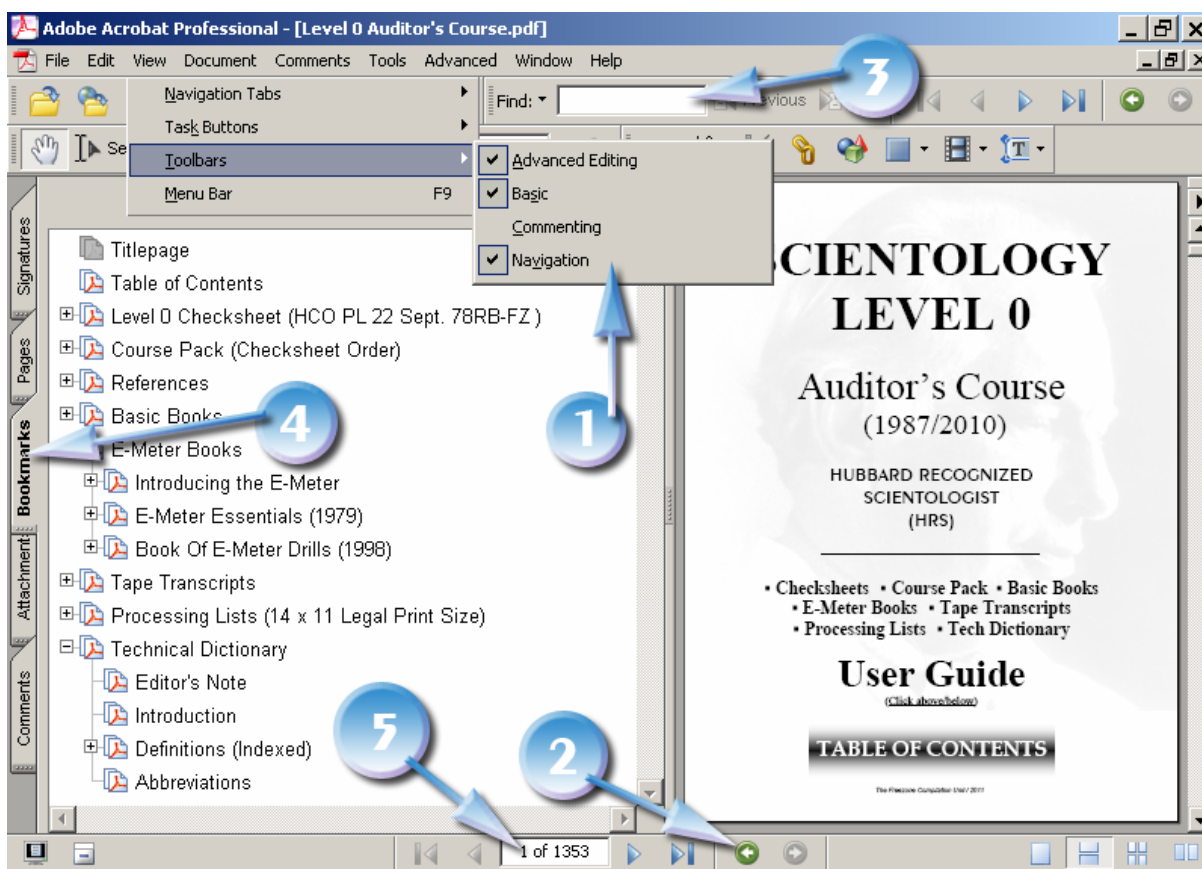 Adobe Acrobat Professional - [Level 0 Auditor's Course.pdf]
File Edit View Document Comments Tools Advanced Window Help
Navigation Tabs
Task Buttons
Toolbars
Menu Bar F9
Find:
3
Advanced Editing
Basic
Commenting
Navigation
Signatures
Pages
Bookmarks
Comments
Titlepage
Table of Contents
Level 0 Checksheet (HCO PL 22 Sept. 78RB-FZ )
Course Pack (Checksheet Order)
References
Basic Books
E-Meter Books
Introducing the E-Meter
E-Meter Essentials (1979)
Book Of E-Meter Drills (1998)
Tape Transcripts
Processing Lists (14 x 11 Legal Print Size)
Technical Dictionary
Editor's Note
Introduction
Definitions (Indexed)
Abbreviations
4
1
5
2
1 of 1353
CIENTOLOGY
LEVEL 0
Auditor's Course
(1987/2010)
HUBBARD RECOGNIZED
SCIENTOLOGIST
(HRS)
▪ Checksheets ▪ Course Pack ▪ Basic Books
▪ E-Meter Books ▪ Tape Transcripts
▪ Processing Lists ▪ Tech Dictionary
User Guide
(Click above/below)
TABLE OF CONTENTS